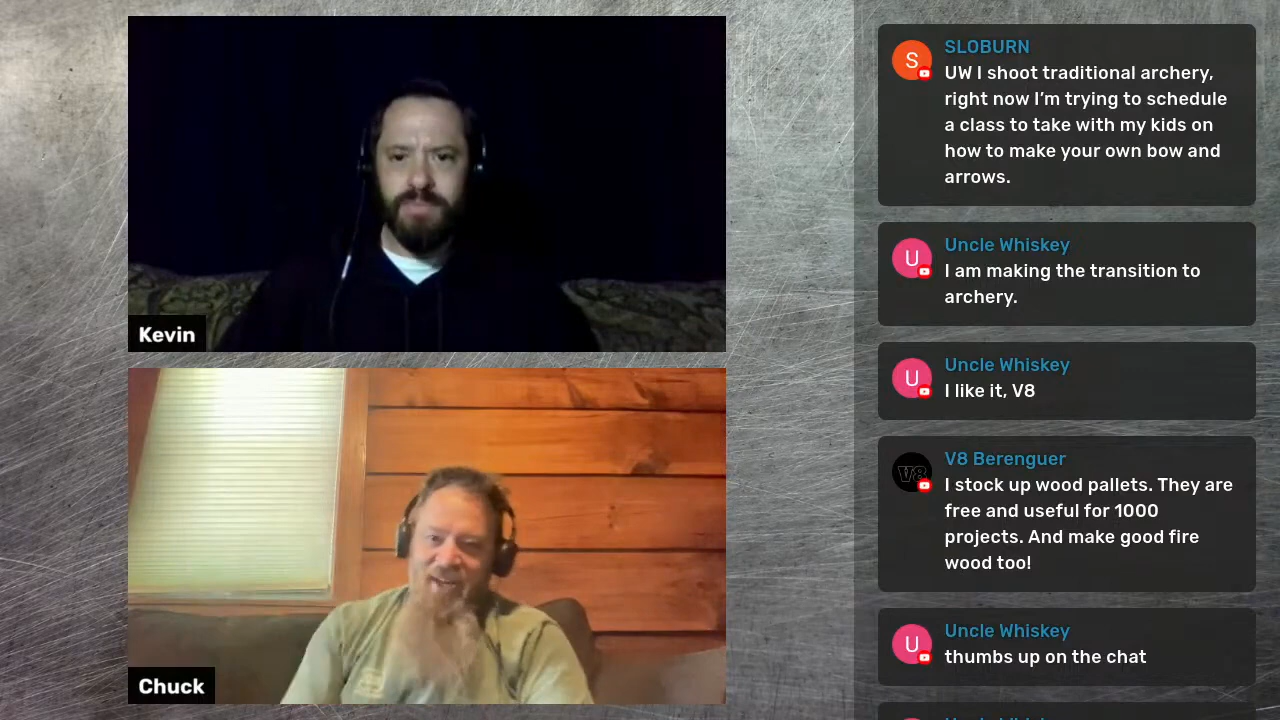 Kevin
Chuck
S
SLOBURN
UW I shoot traditional archery,
right now I’m trying to schedule
a class to take with my kids on
how to make your own bow and
arrows.
U
Uncle Whiskey
I am making the transition to
archery.
U
Uncle Whiskey
I like it, V8
V8
V8 Berenguer
I stock up wood pallets. They are
free and useful for 1000
projects. And make good fire
wood too!
U
Uncle Whiskey
thumbs up on the chat